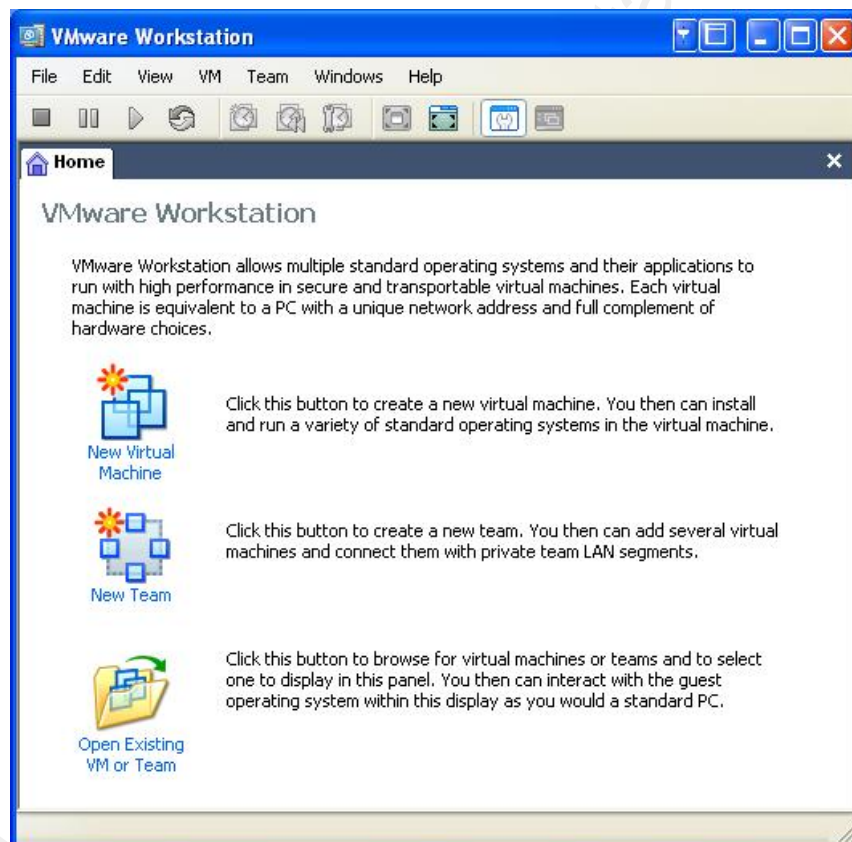 VMware Workstation
File Edit View VM Team Windows Help
Home
VMware Workstation
VMware Workstation allows multiple standard operating systems and their applications to
run with high performance in secure and transportable virtual machines. Each virtual
machine is equivalent to a PC with a unique network address and full complement of
hardware choices.
New Virtual
Machine
Click this button to create a new virtual machine. You then can install
and run a variety of standard operating systems in the virtual machine.
New Team
Click this button to create a new team. You then can add several virtual
machines and connect them with private team LAN segments.
Open Existing
VM or Team
Click this button to browse for virtual machines or teams and to select
one to display in this panel. You then can interact with the guest
operating system within this display as you would a standard PC.